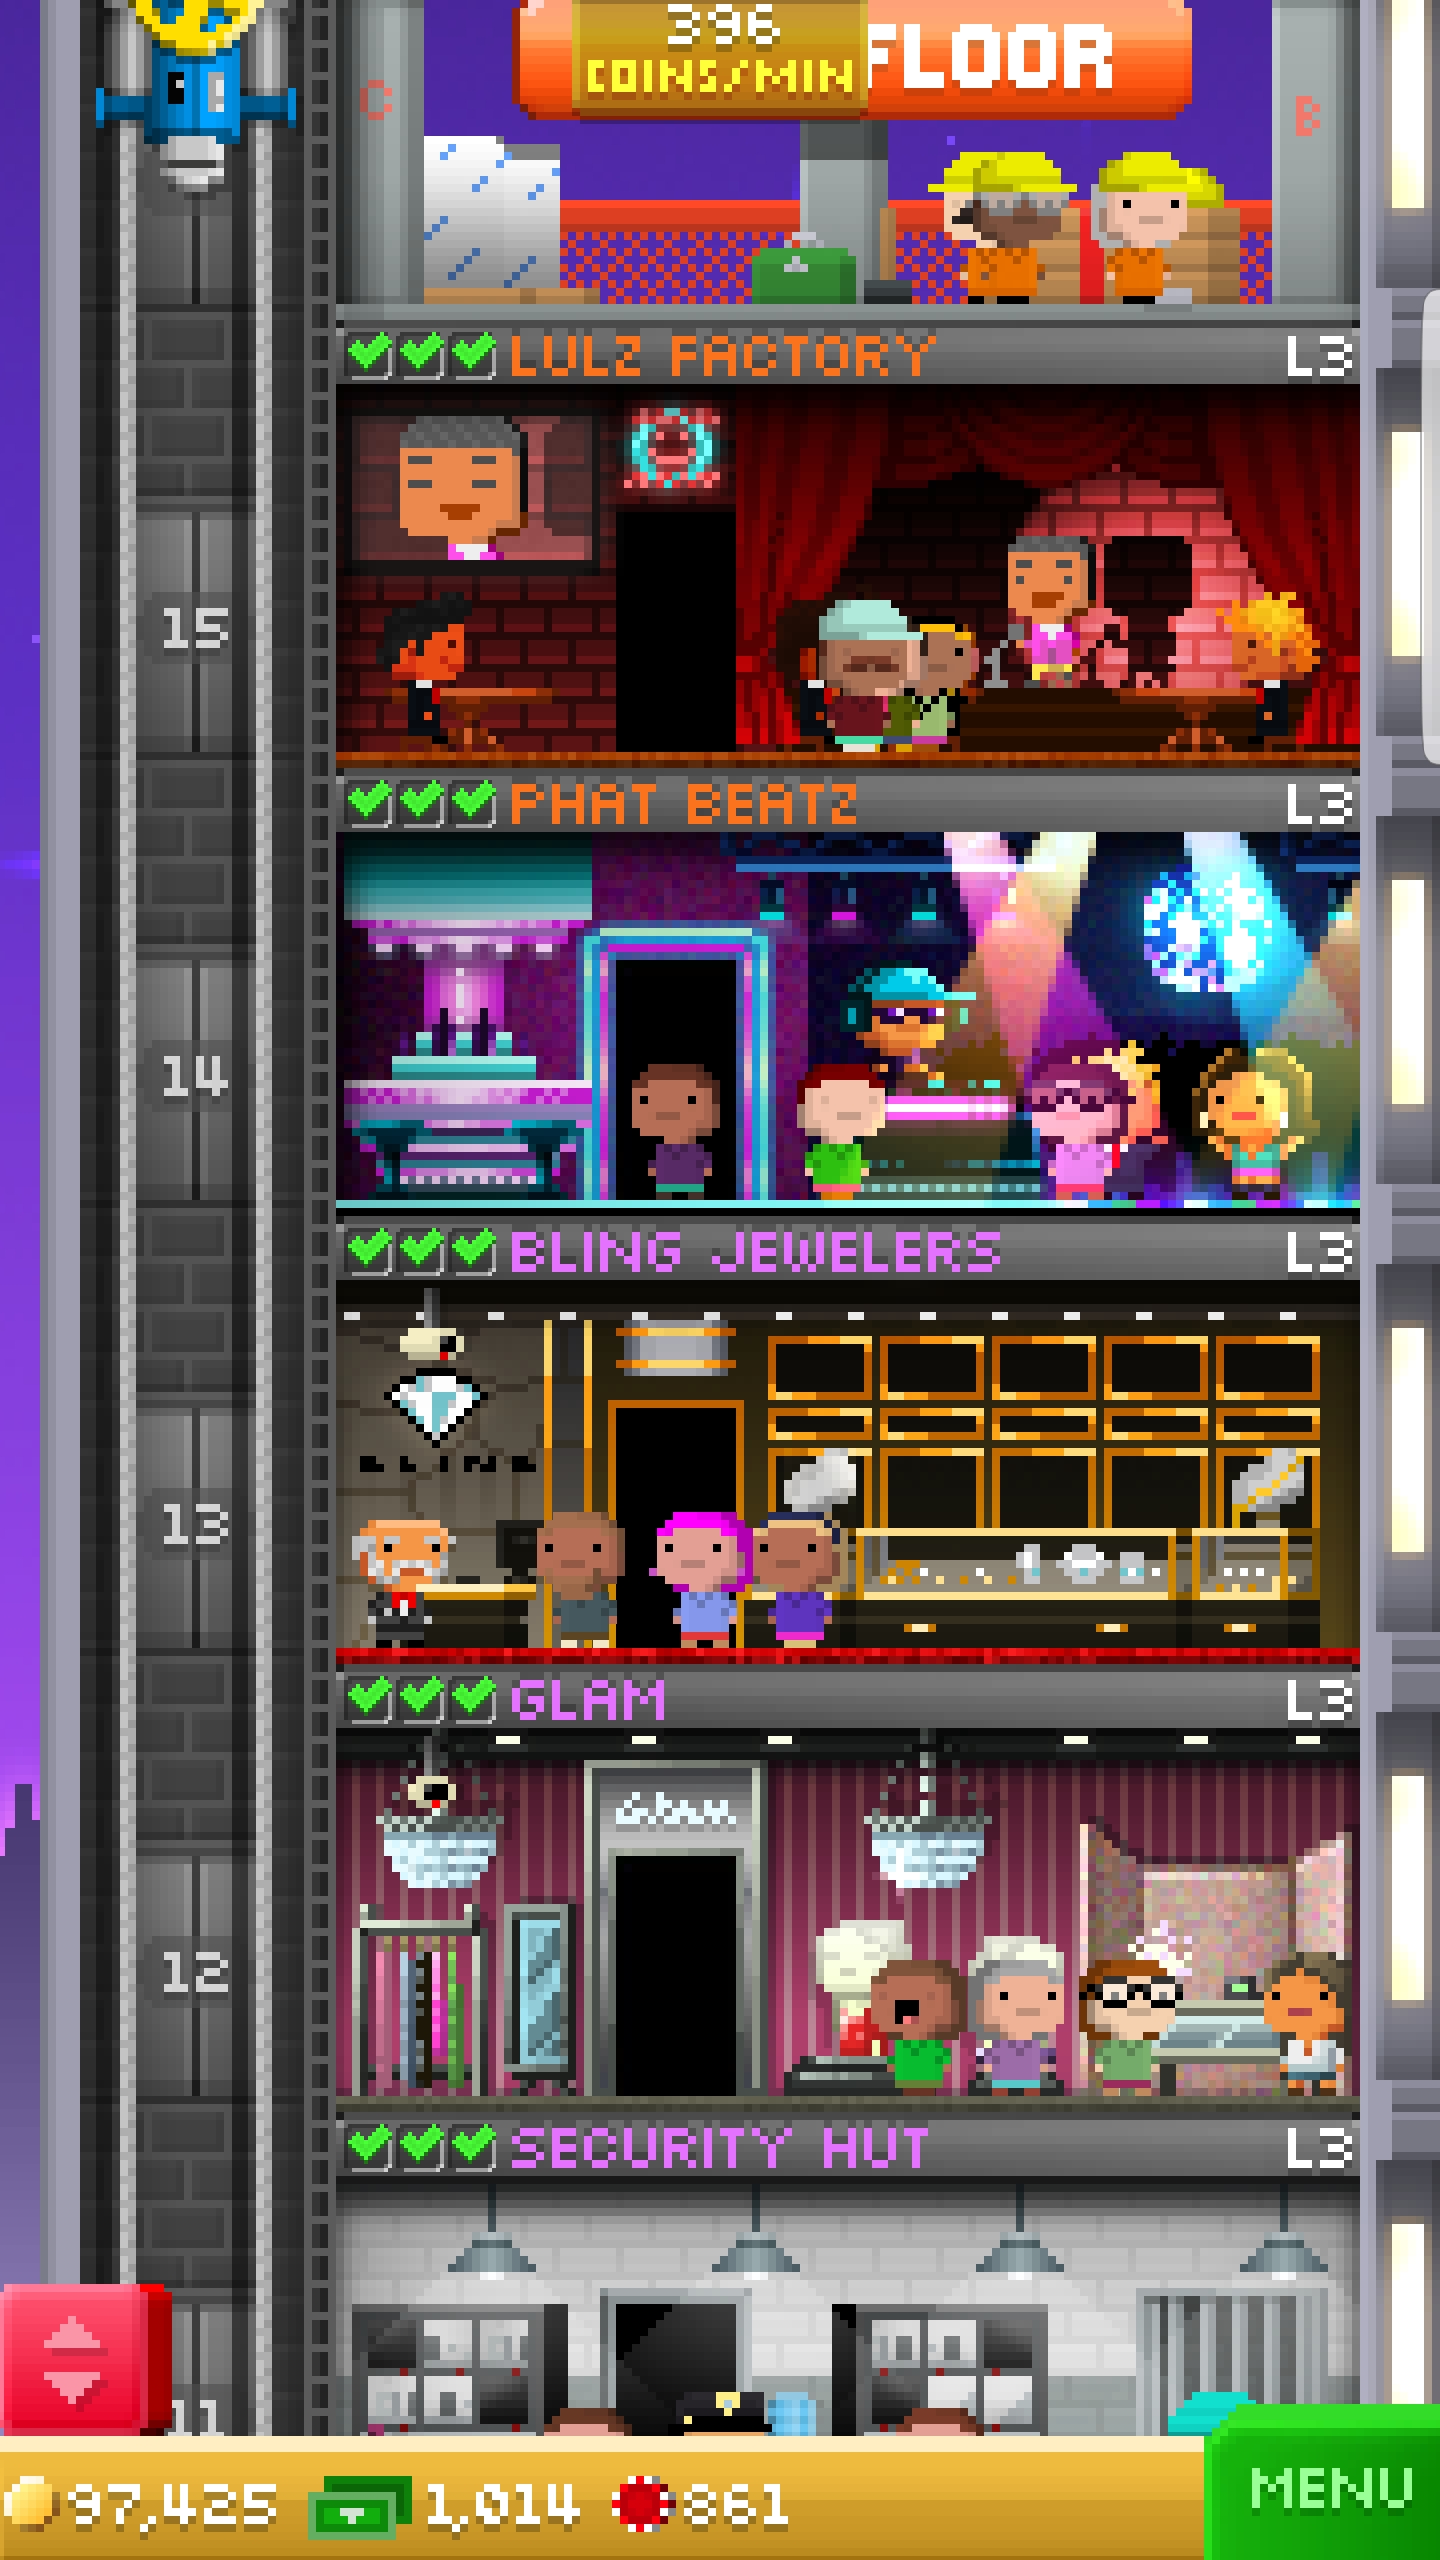 396
COINS/MIN
FLOOR
C
B
LULZ FACTORY
L3
15
PHAT BEATZ
L3
14
BLING JEWELERS
L3
BLING
13
GLAM
L3
Glam
12
SECURITY HUT
L3
11
97,425
1,014
861
MENU